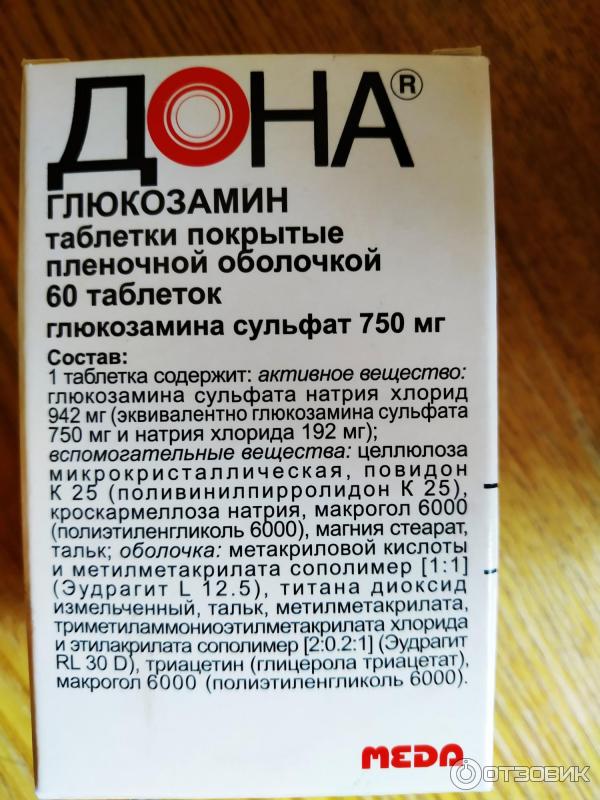 ДОНА®
ГЛЮКОЗАМИН
таблетки покрытые
пленочной оболочкой
60 таблеток
глюкозамина сульфат 750 мг
Состав:
1 таблетка содержит: активное вещество:
глюкозамина сульфата натрия хлорид
942 мг (эквивалентно глюкозамина сульфата
750 мг и натрия хлорида 192 мг);
вспомогательные вещества: целлюлоза
микрокристаллическая, повидон
К 25 (поливинилпирролидон К 25),
кроскармеллоза натрия, макрогол 6000
(полиэтиленгликоль 6000), магния стеарат,
тальк; оболочка: метакриловой кислоты
и метилметакрилата сополимер [1:1]
(Эудрагит L 12.5), титана диоксид
измельченный, тальк, метилметакрилата,
триметиламмониоэтилметакрилата хлорида
и этилакрилата сополимер [2:0.2:1] (Эудрагит
RL 30 D), триацетин (глицерола триацетат),
макрогол 6000 (полиэтиленгликоль 6000).
MEDA
ОТЗОВИК